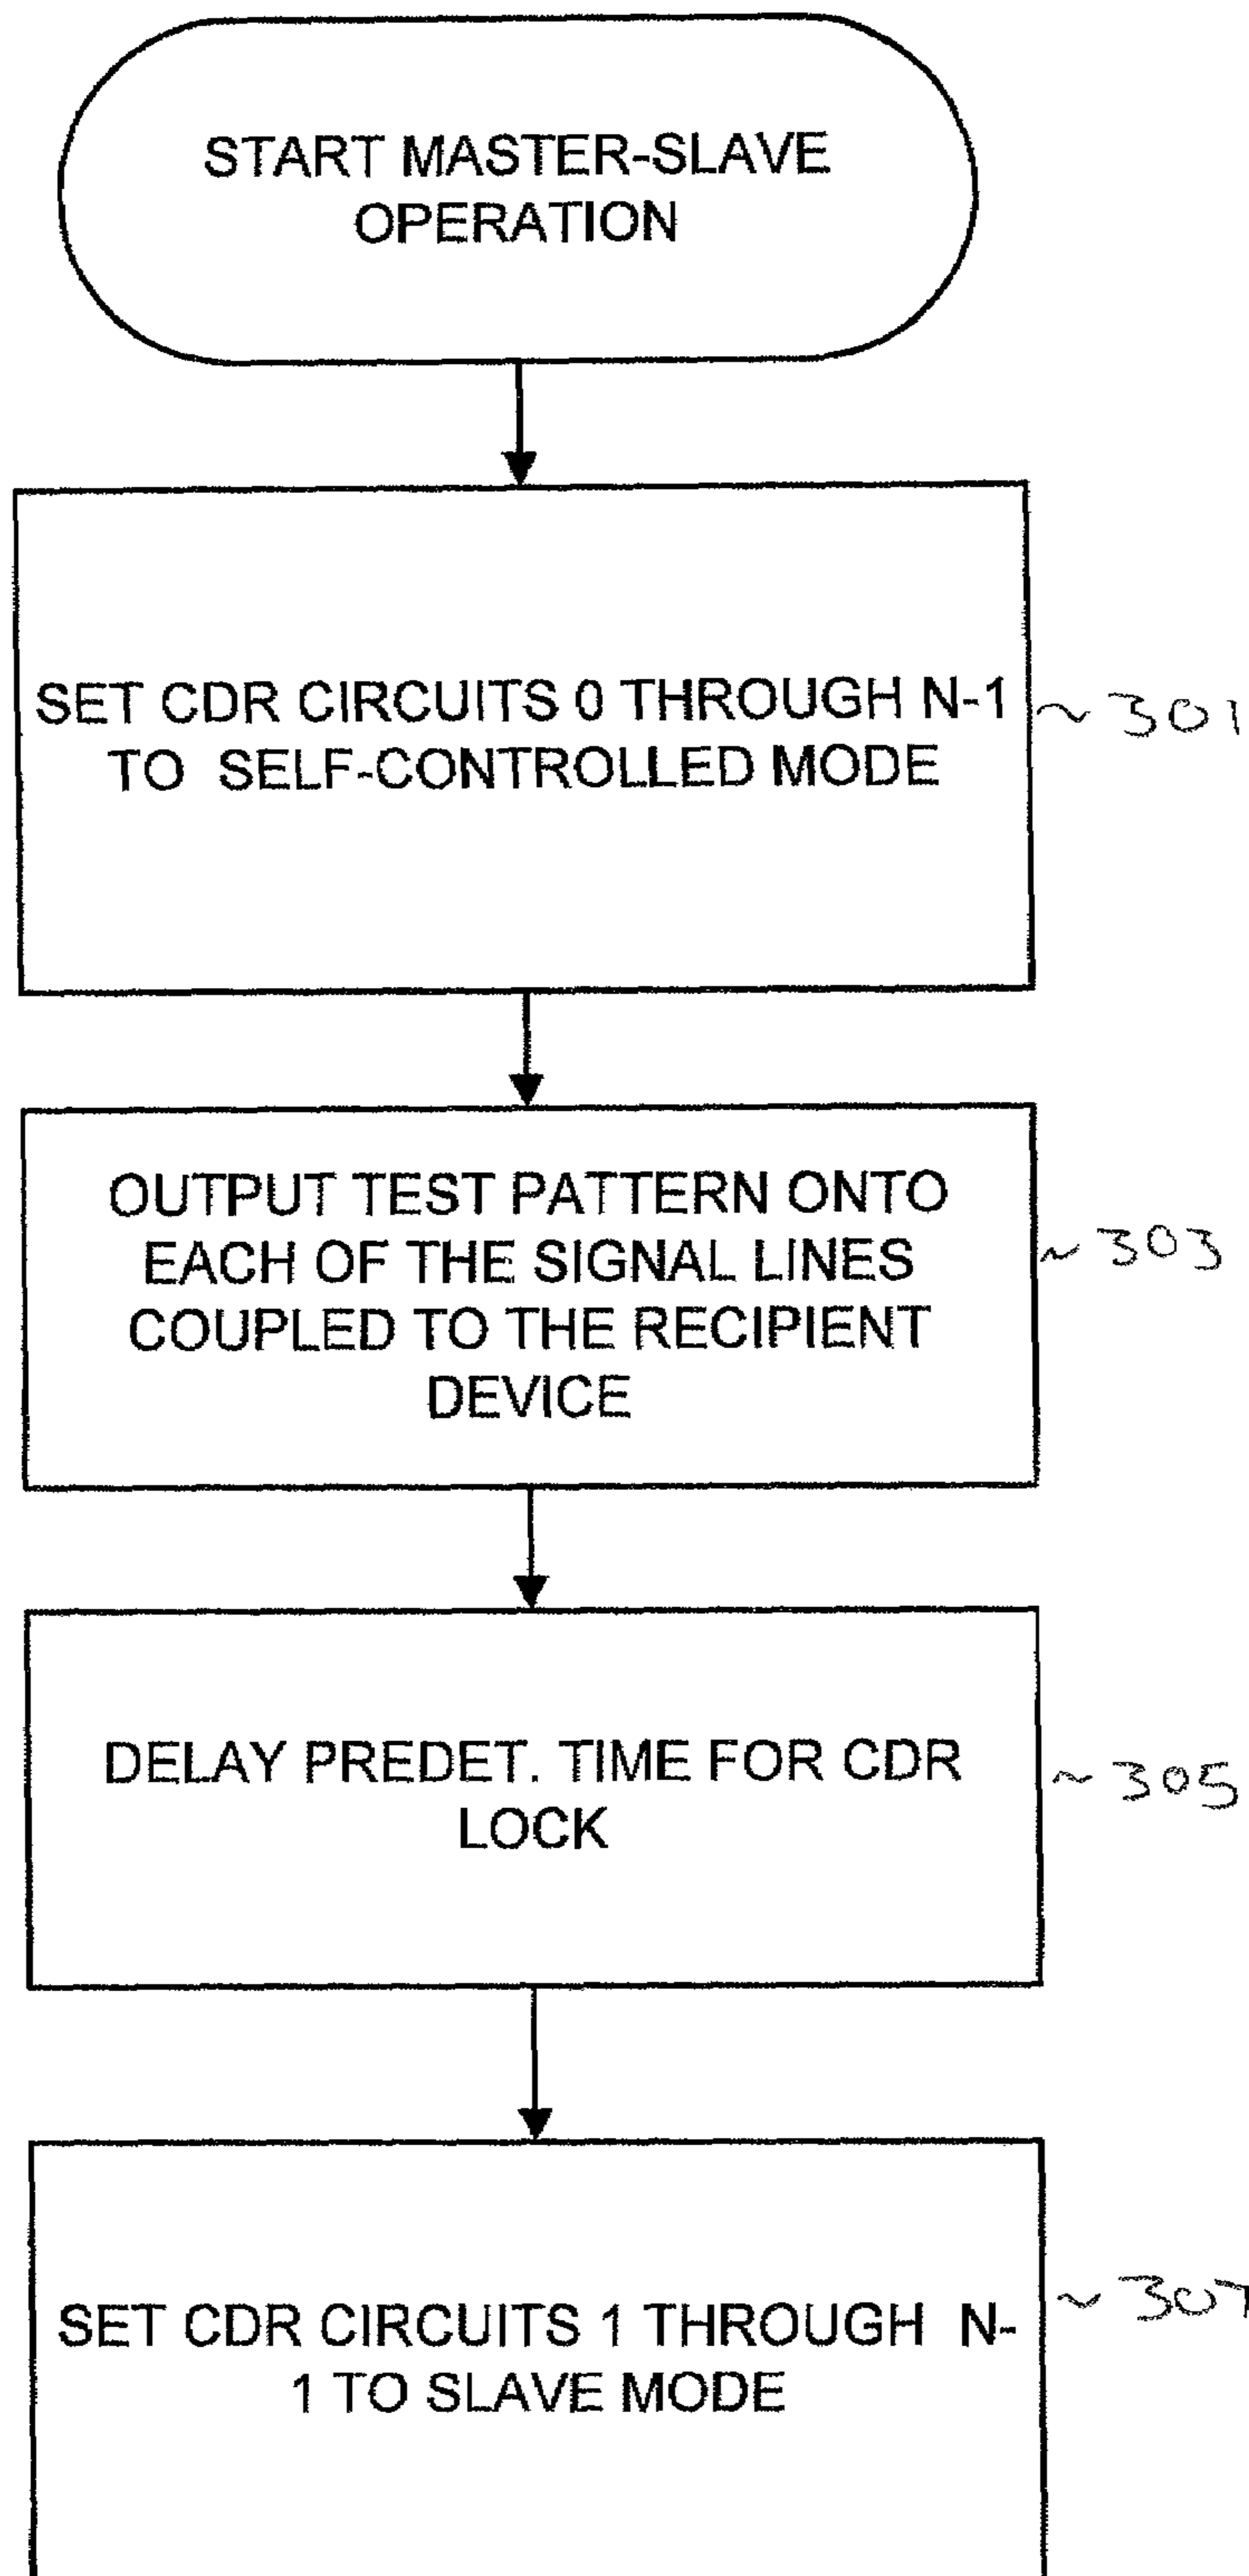 START MASTER-SLAVE
OPERATION
SET CDR CIRCUITS 0 THROUGH N-1
TO SELF-CONTROLLED MODE
~ 301
OUTPUT TEST PATTERN ONTO
EACH OF THE SIGNAL LINES
COUPLED TO THE RECIPIENT
DEVICE
~ 303
DELAY PREDET. TIME FOR CDR
LOCK
~ 305
SET CDR CIRCUITS 1 THROUGH N-
1 TO SLAVE MODE
~ 307